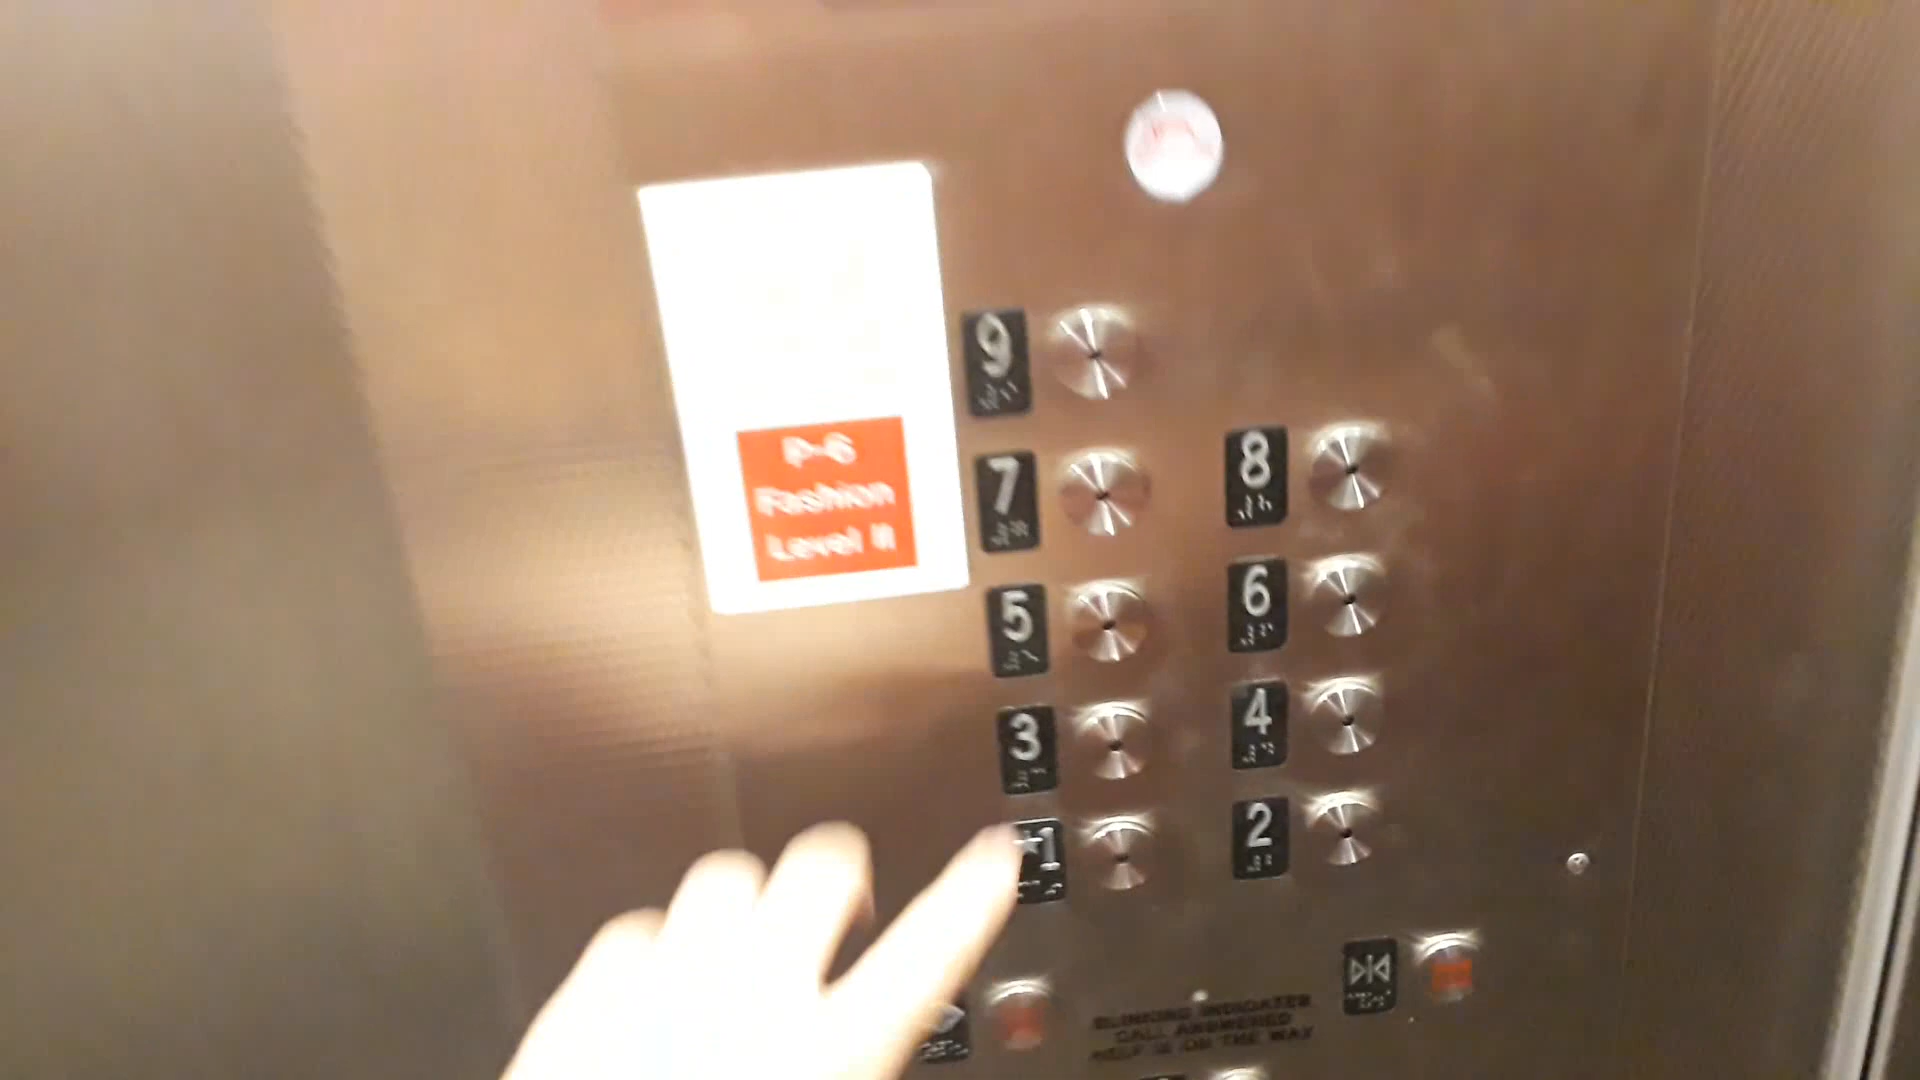 P-6
Fashion
Level II
9
7
8
5
6
3
4
★1
2
BLINKING INDICATES
CALL ANSWERED
HELP IS ON THE WAY